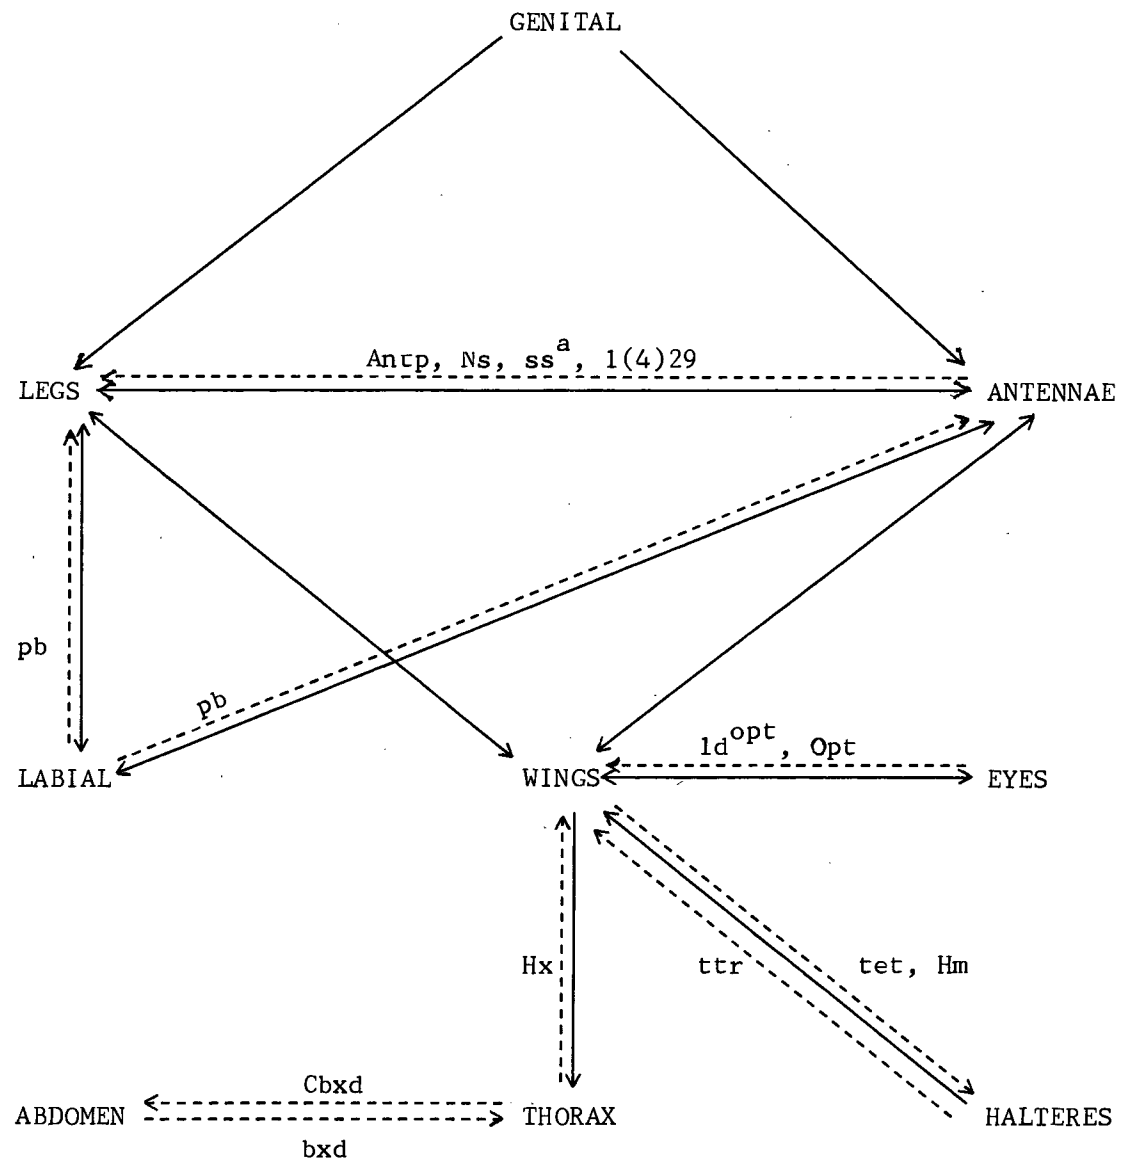 GENITAL
Antp, Ns, ss^a, l(4)29
LEGS
ANTENNAE
pb
pb
ld^opt, Opt
LABIAL
WINGS
EYES
Hx
ttr
tet, Hm
Cbxd
ABDOMEN
THORAX
HALTERES
bxd